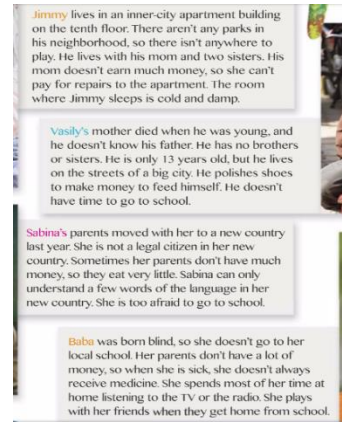 Jimmy lives in an inner-city apartment building
on the tenth floor. There aren't any parks in
his neighborhood, so there isn't anywhere to
play. He lives with his mom and two sisters. His
mom doesn't earn much money, so she can't
pay for repairs to the apartment. The room
where Jimmy sleeps is cold and damp.
Vasily's mother died when he was young, and
he doesn't know his father. He has no brothers
or sisters. He is only 13 years old, but he lives
on the streets of a big city. He polishes shoes
to make money to feed himself. He doesn't
have time to go to school.
Sabina's parents moved with her to a new country
last year. She is not a legal citizen in her new
country. Sometimes her parents don't have much
money, so they eat very little. Sabina can only
understand a few words of the language in her
new country. She is too afraid to go to school.
Baba was born blind, so she doesn't go to her
local school. Her parents don't have a lot of
money, so when she is sick, she doesn't always
receive medicine. She spends most of her time at
home listening to the TV or the radio. She plays
with her friends when they get home from school.